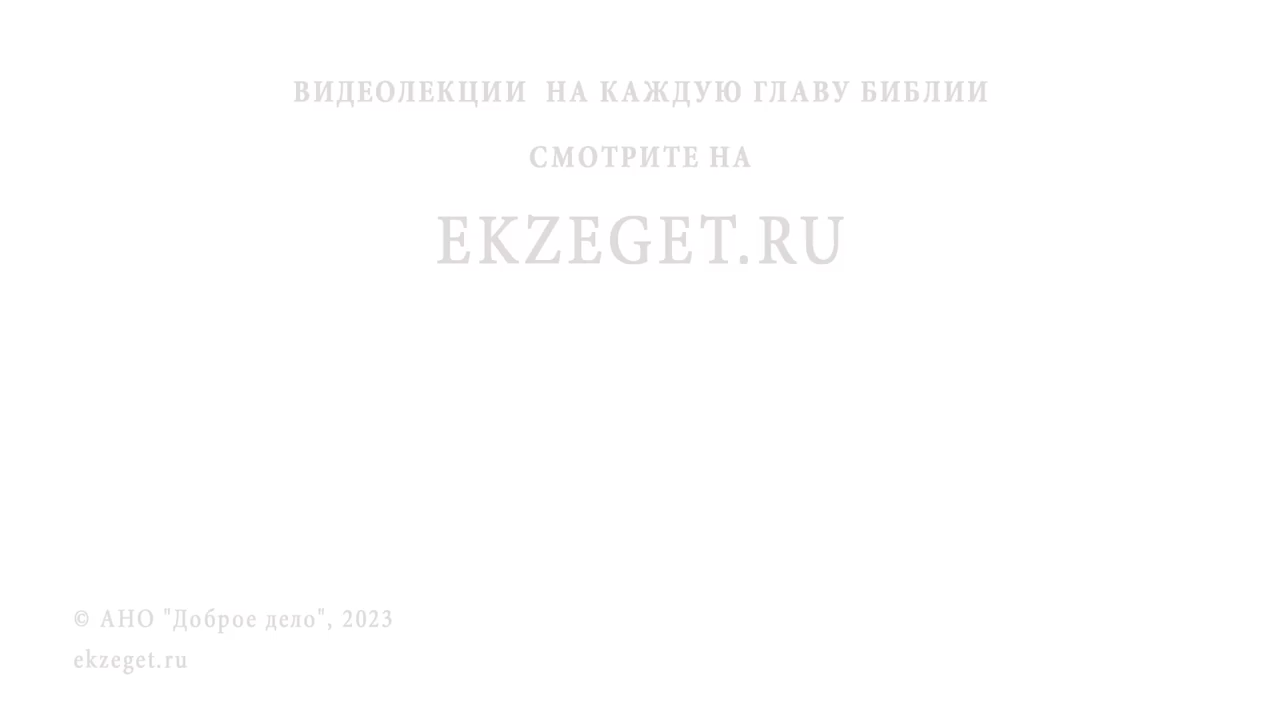 ВИДЕОЛЕКЦИИ НА КАЖДУЮ ГЛАВУ БИБЛИИ
СМОТРИТЕ НА
EKZEGET.RU
© АНО "Доброе дело", 2023
ekzeget.ru